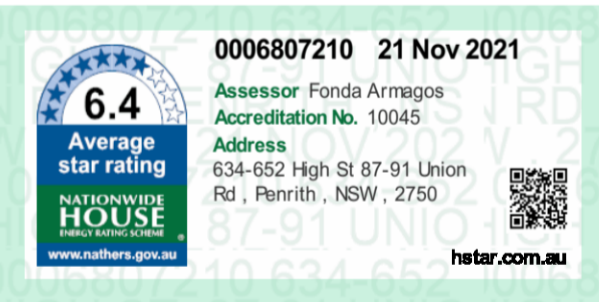 0006807210 21 Nov 2021
Assessor Fonda Armagos
Accreditation No. 10045
Address
634-652 High St 87-91 Union
Rd , Penrith , NSW , 2750
hstar.com.au
6.4
Average
star rating
NATIONWIDE
HOUSE
ENERGY RATING SCHEME
®
www.nathers.gov.au